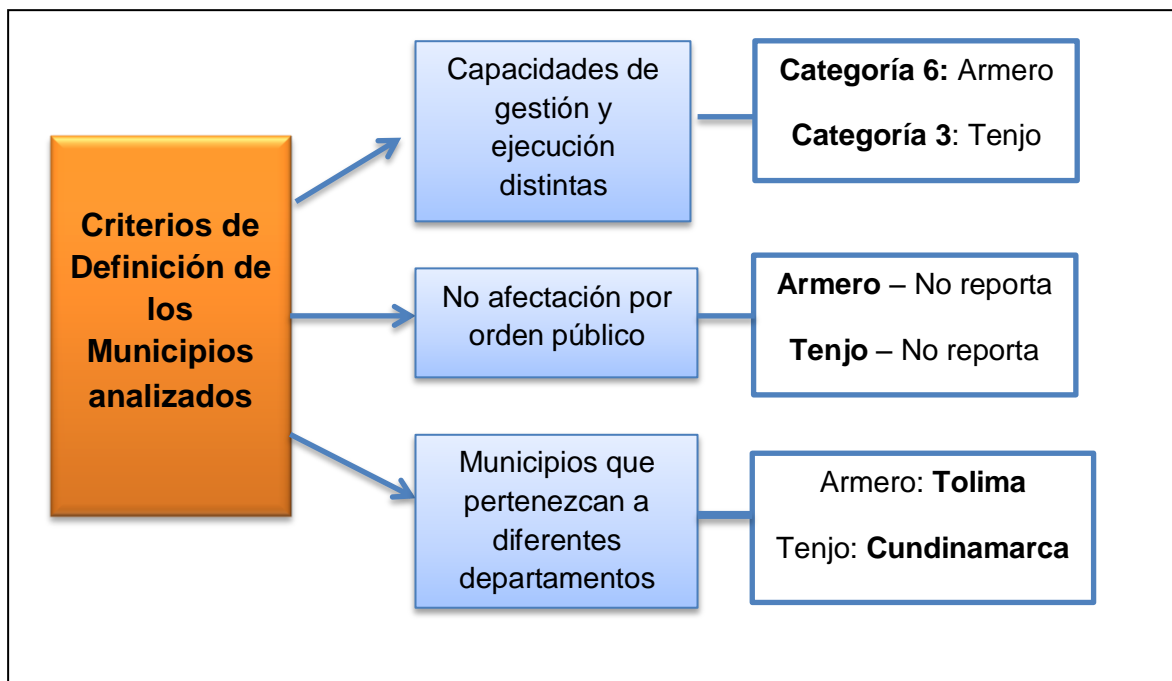 Criterios de
Definición de
los
Municipios
analizados
Capacidades de
gestión y
ejecución
distintas
Categoría 6: Armero
Categoría 3: Tenjo
No afectación por
orden público
Armero – No reporta
Tenjo – No reporta
Municipios que
pertenezcan a
diferentes
departamentos
Armero: Tolima
Tenjo: Cundinamarca